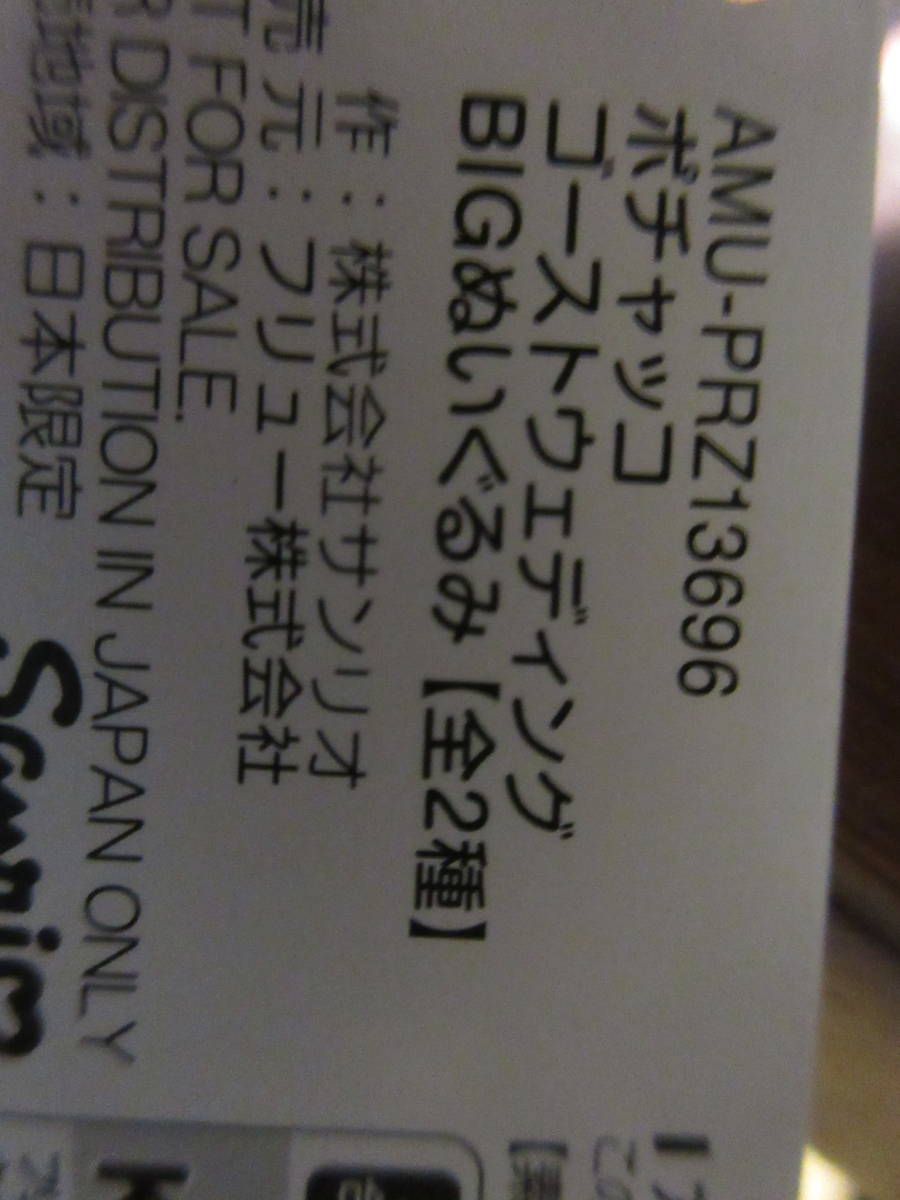 AMU-PRZ13696
ポチャッコ
ゴーストウェディング
BIGぬいぐるみ【全2種】
作：株式会社サンリオ
売元：フリュー株式会社
FOR SALE.
DISTRIBUTION IN JAPAN ONLY
地域：日本限定
Sanrio